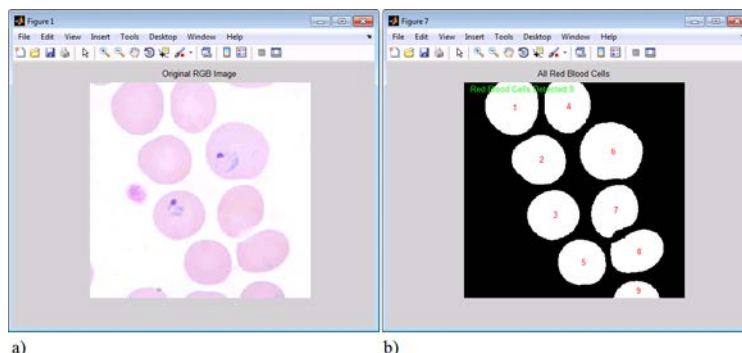 Figure 1
File Edit View Insert Tools Desktop Window Help
Original RGB Image
a)
Figure 7
File Edit View Insert Tools Desktop Window Help
All Red Blood Cells
Red Blood Cells Detected 9
1
4
2
6
3
7
8
5
9
b)